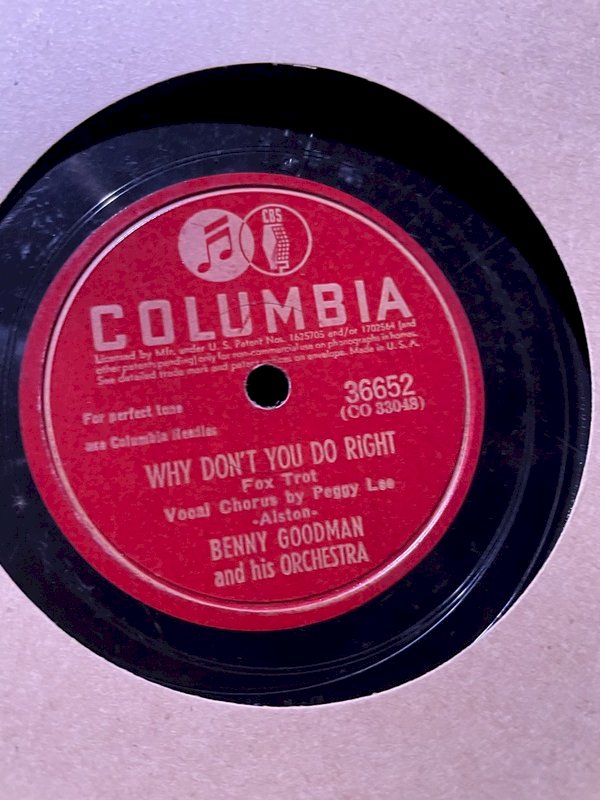 CBS
COLUMBIA
Licensed by Mfr. under U. S. Patent Nos. 1625705 and/or 1702564 (and
other patents pending) only for non-commercial use on phonographs in homes.
See detailed trade mark and patent notices on envelope. Made in U. S. A.
36652
(CO 33048)
For perfect tone
use Columbia Needles
WHY DON'T YOU DO RIGHT
Fox Trot
Vocal Chorus by Peggy Lee
-Alston-
BENNY GOODMAN
and his ORCHESTRA